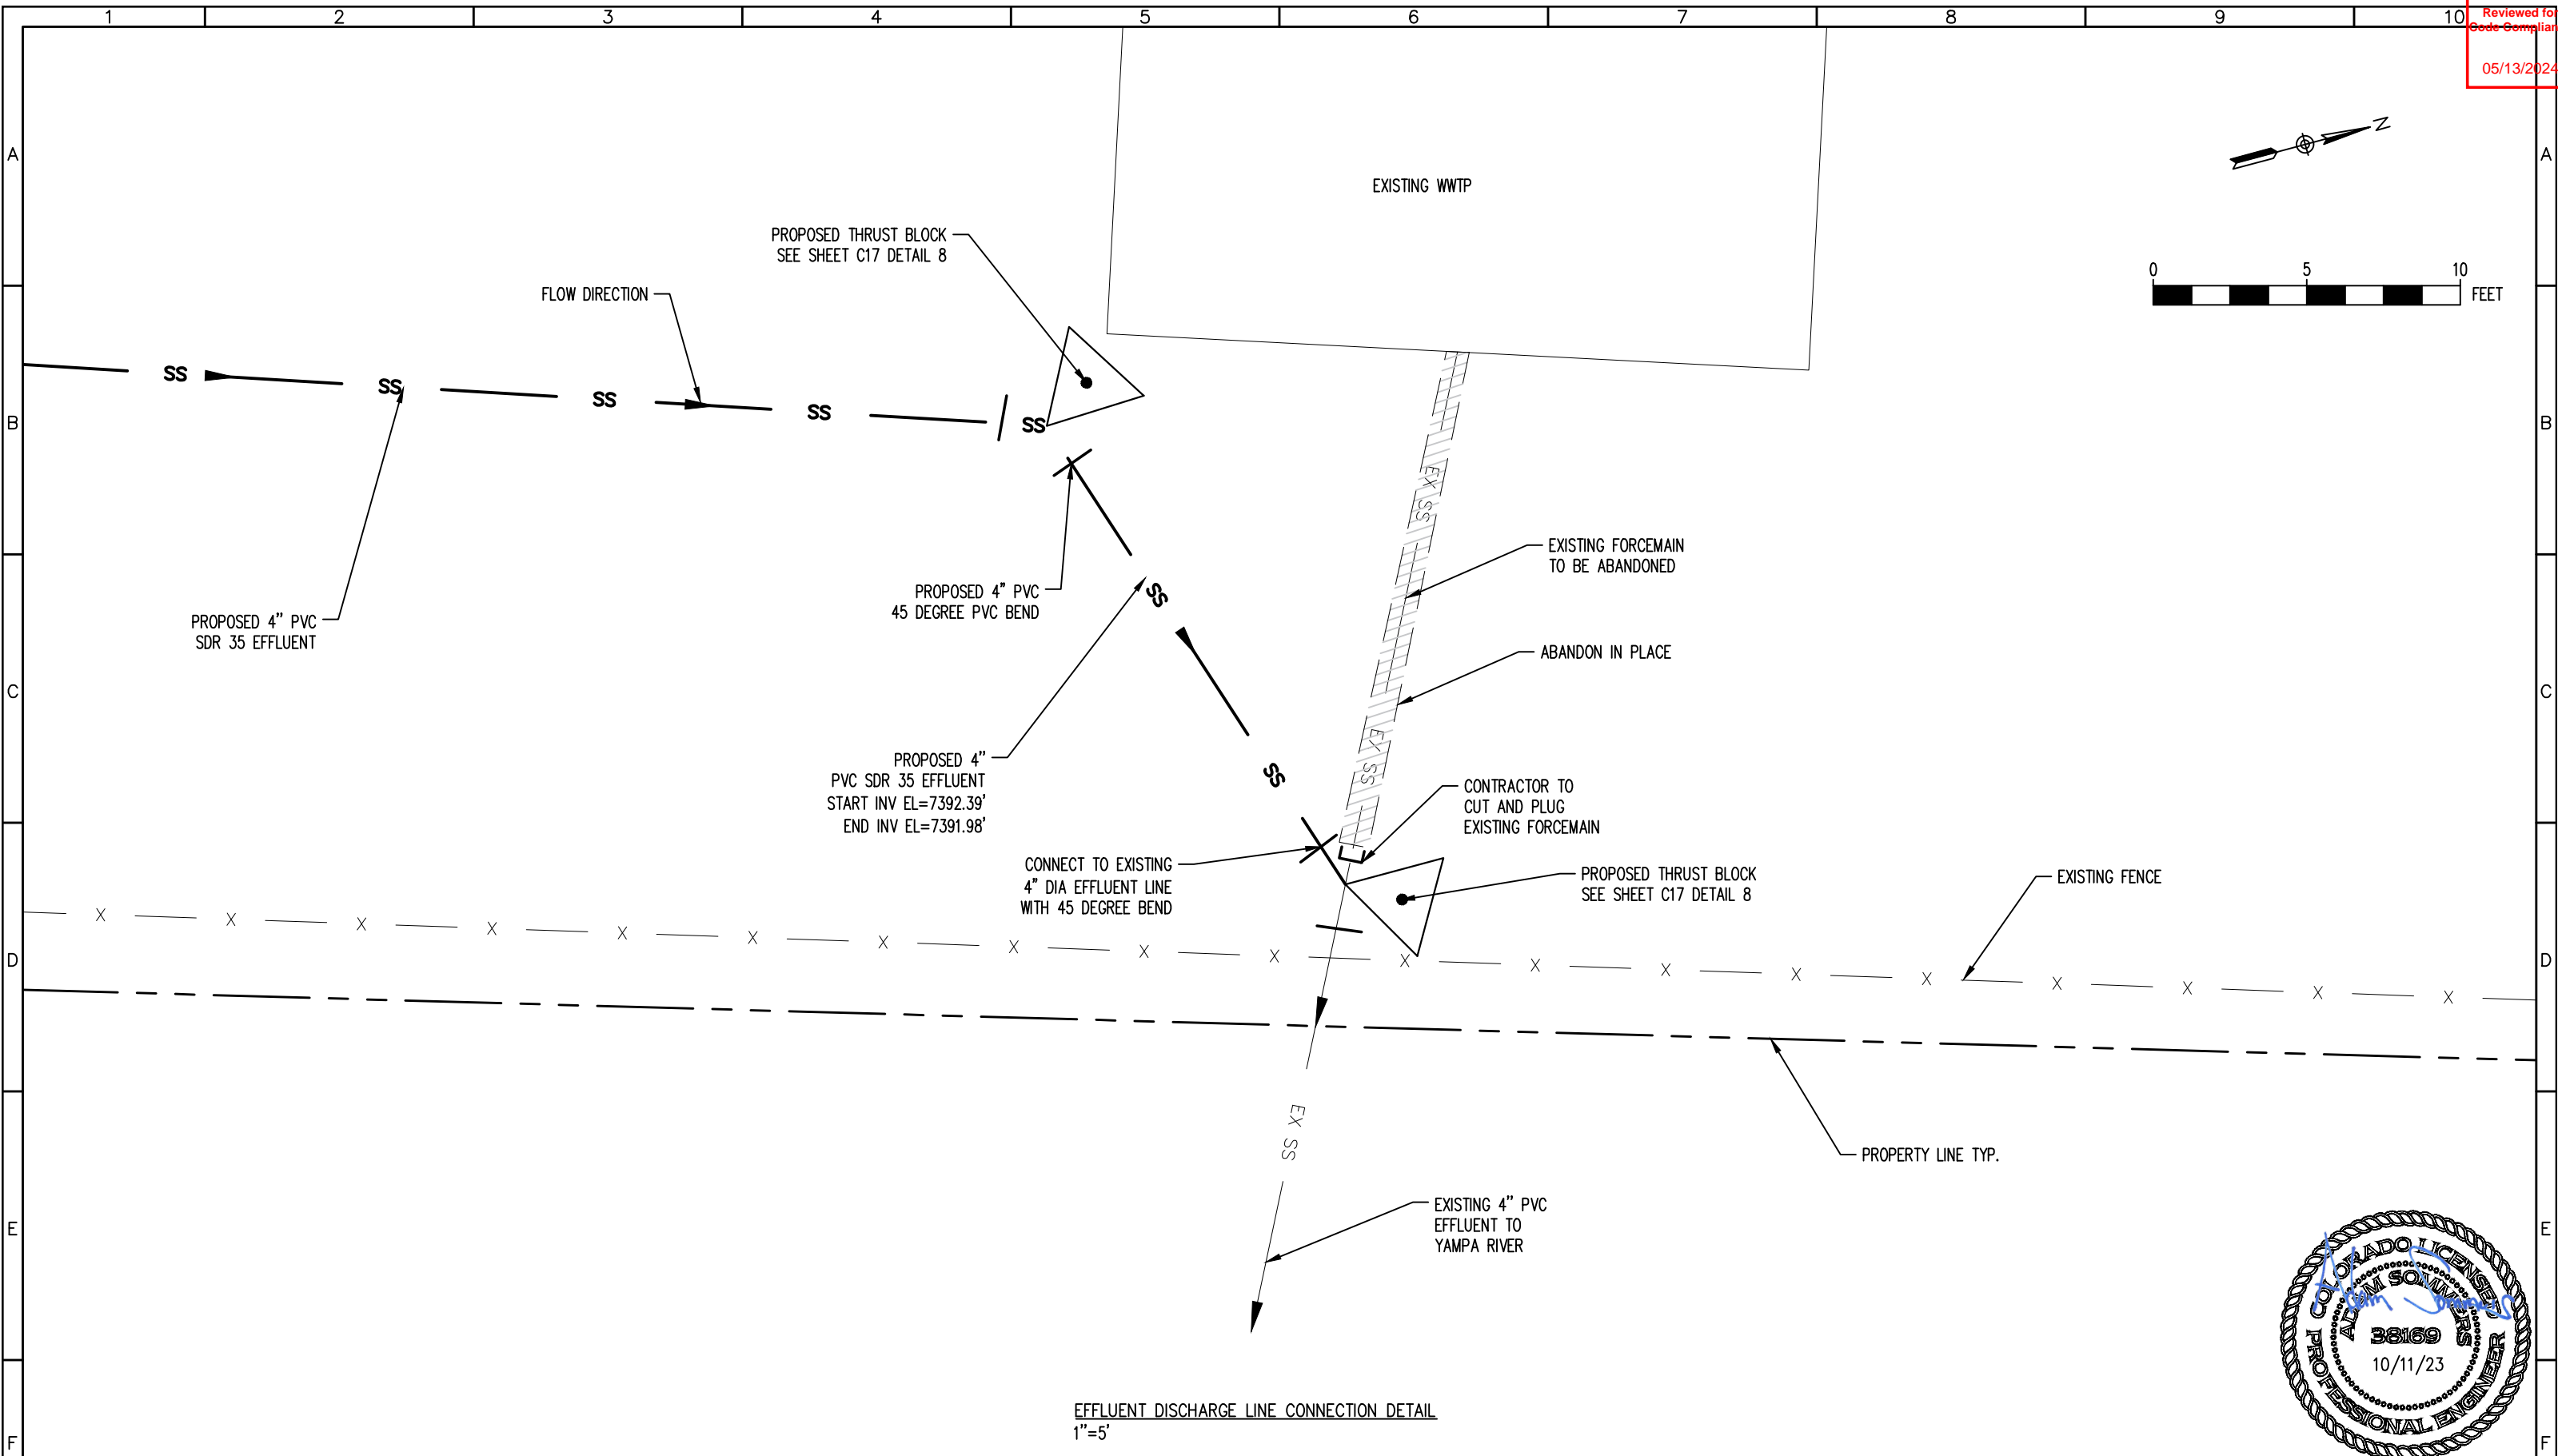 1 2 3 4 5 6 7 8 9 10
Reviewed for
Code Complian
05/13/2024
A
A
N
EXISTING WWTP
PROPOSED THRUST BLOCK
SEE SHEET C17 DETAIL 8
0 5 10
FEET
FLOW DIRECTION
SS
SS
SS
SS
SS
B
B
EX SS
EXISTING FORCEMAIN
TO BE ABANDONED
PROPOSED 4" PVC
45 DEGREE PVC BEND
SS
PROPOSED 4" PVC
SDR 35 EFFLUENT
ABANDON IN PLACE
C
C
EX SS
SS
PROPOSED 4"
PVC SDR 35 EFFLUENT
START INV EL=7392.39'
END INV EL=7391.98'
CONTRACTOR TO
CUT AND PLUG
EXISTING FORCEMAIN
CONNECT TO EXISTING
4" DIA EFFLUENT LINE
WITH 45 DEGREE BEND
PROPOSED THRUST BLOCK
SEE SHEET C17 DETAIL 8
EXISTING FENCE
X X X X X X X X X X X X X X X X X X X
D
D
EX SS
PROPERTY LINE TYP.
EXISTING 4" PVC
EFFLUENT TO
YAMPA RIVER
E
E
COLORADO LICENSED
ADAM SOMMERS
Adam Sommers
38169
10/11/23
PROFESSIONAL ENGINEER
EFFLUENT DISCHARGE LINE CONNECTION DETAIL
1"=5'
F
F